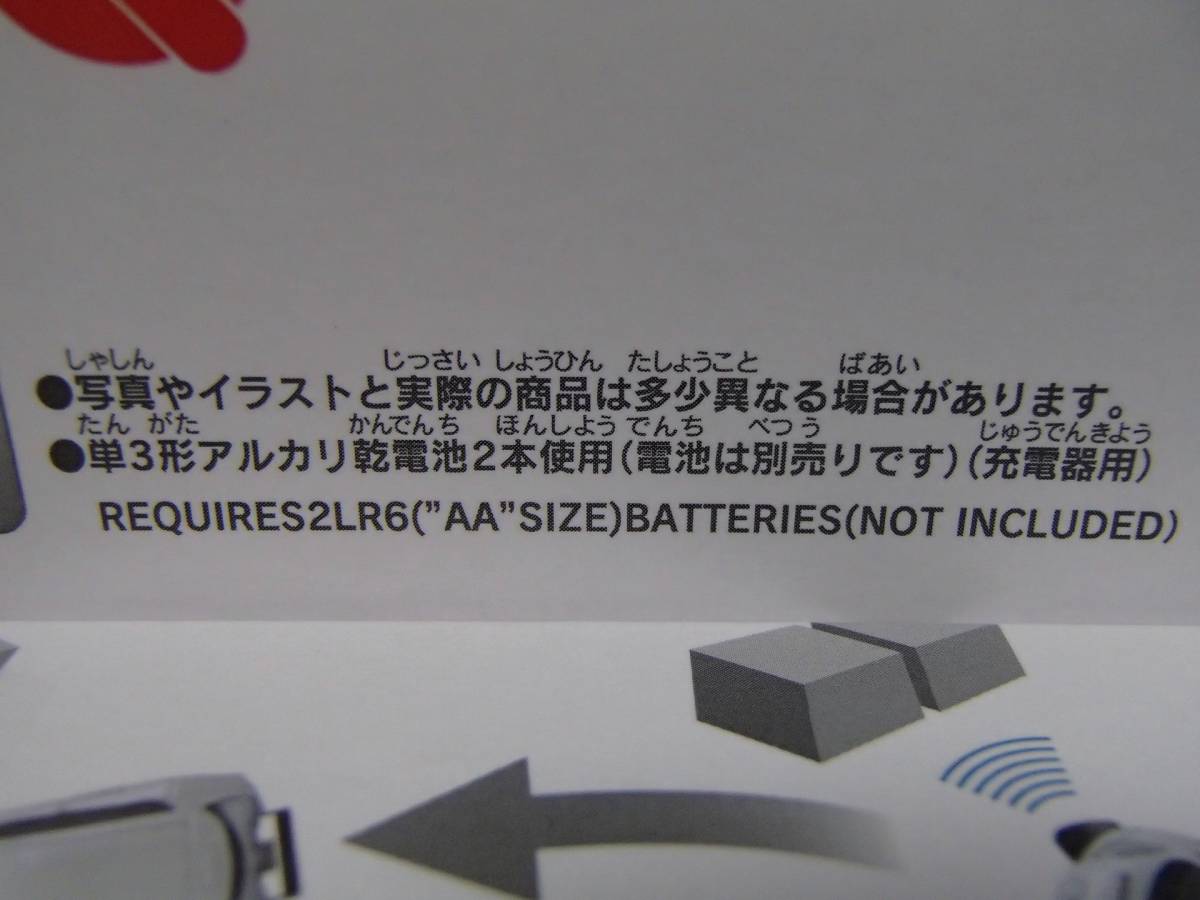 しゃしん じっさい しょうひん たしょうこと ばあい
●写真やイラストと実際の商品は多少異なる場合があります。
たん がた かんでんち ほんしよう でんち べつう じゅうでんきよう
●単3形アルカリ乾電池2本使用(電池は別売りです)(充電器用)
REQUIRES2LR6("AA"SIZE)BATTERIES(NOT INCLUDED)